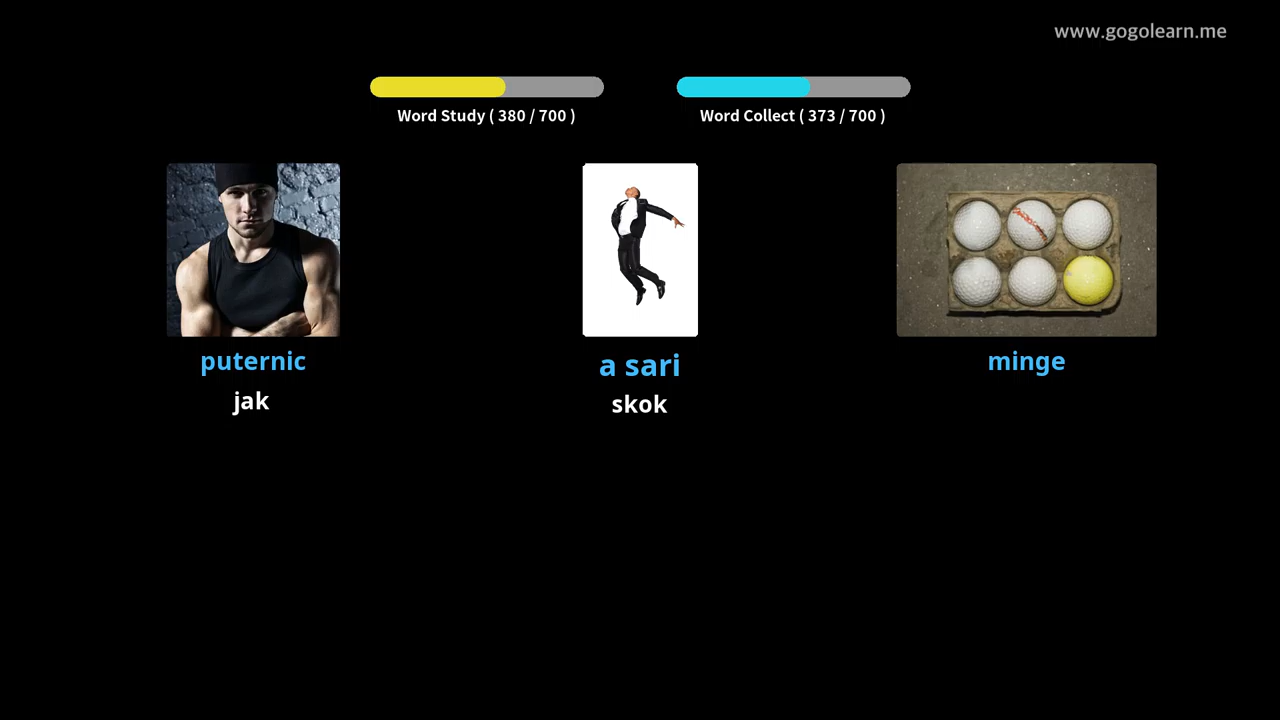 www.gogolearn.me
Word Study ( 380 / 700 )
Word Collect ( 373 / 700 )
puternic
jak
a sari
skok
minge